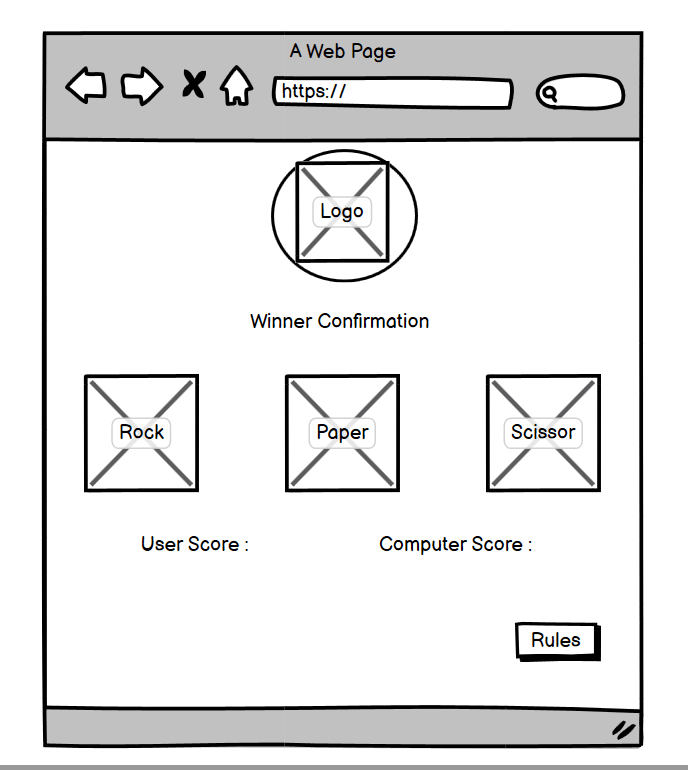 A Web Page
https://
Logo
Winner Confirmation
Rock
Paper
Scissor
User Score :
Computer Score :
Rules